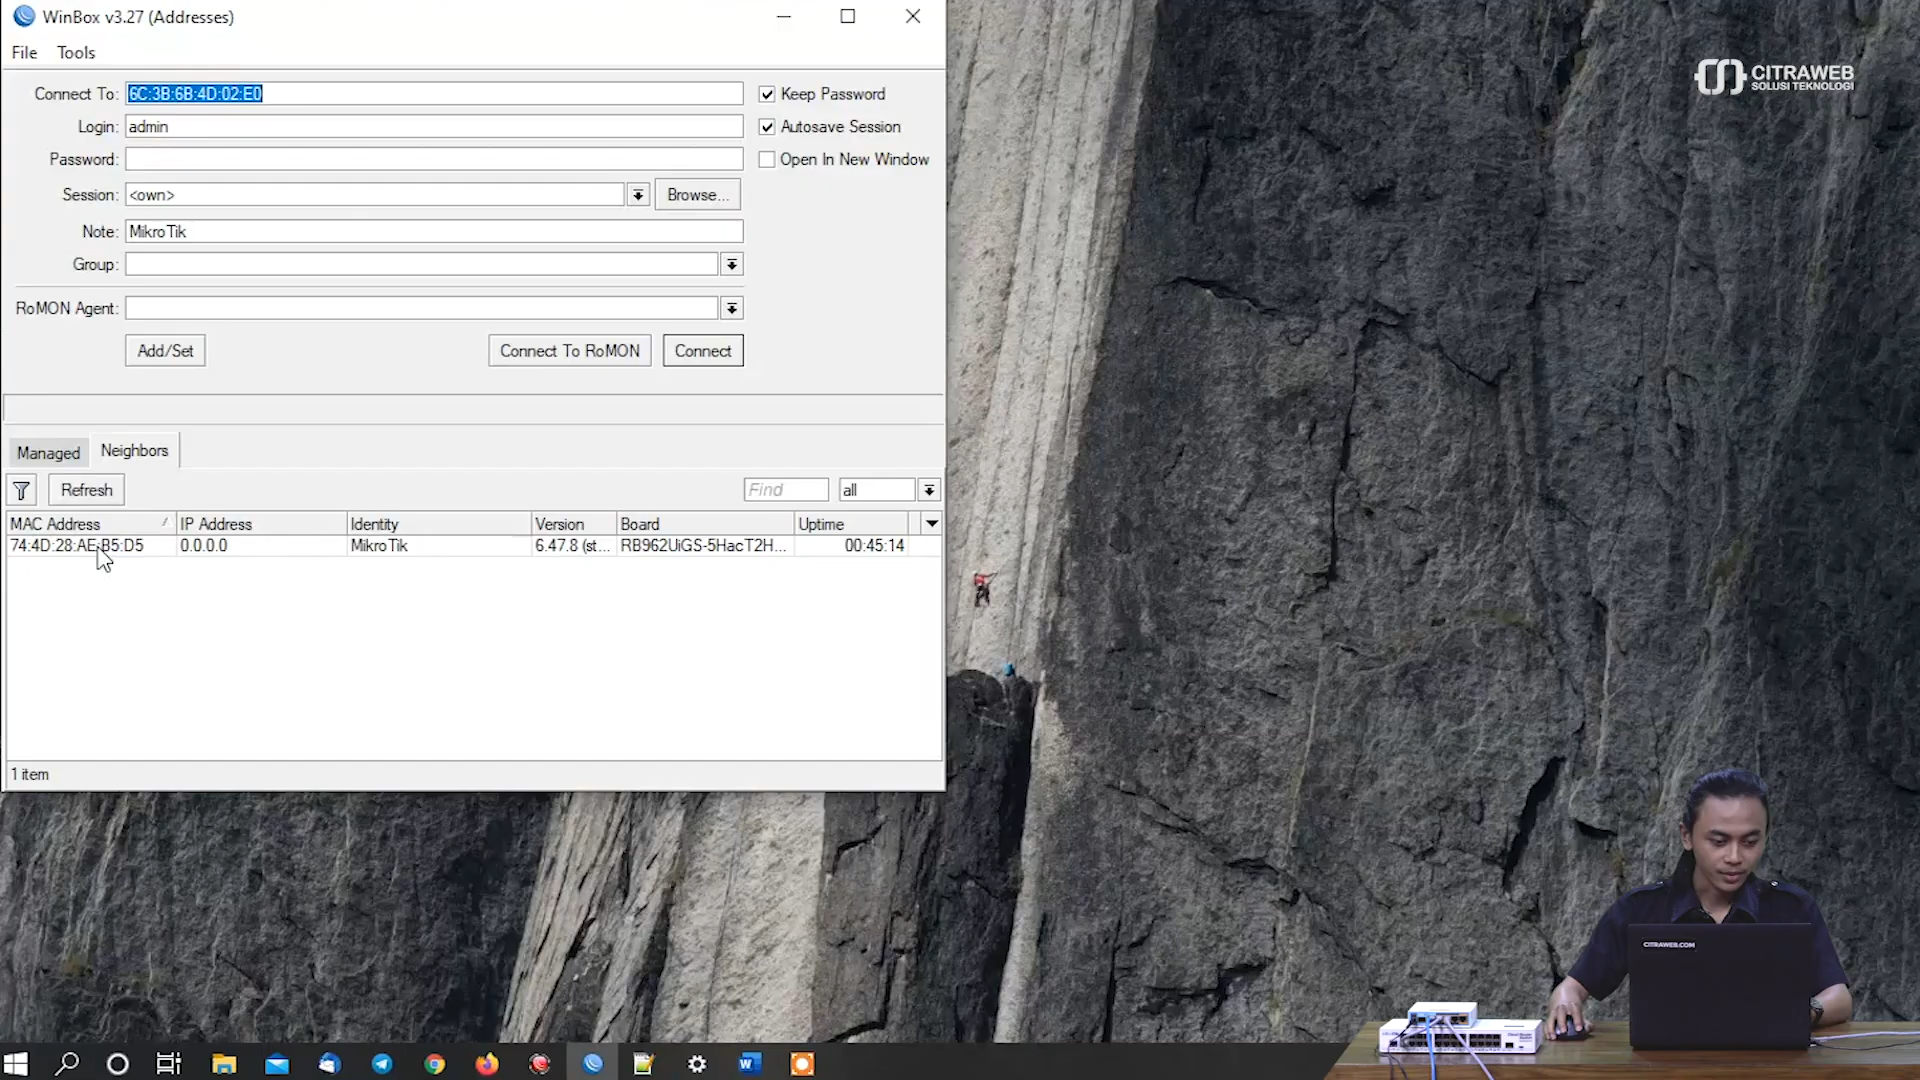 WinBox v3.27 (Addresses)
File Tools
Connect To: 6C:3B:6B:4D:02:E0
Keep Password
Login: admin
Autosave Session
Password:
Open In New Window
Session: <own>
Browse...
Note: MikroTik
Group:
RoMON Agent:
Add/Set
Connect To RoMON
Connect
Managed Neighbors
Refresh
Find
all
MAC Address IP Address Identity Version Board Uptime
74:4D:28:AE:B5:D5 0.0.0.0 MikroTik 6.47.8 (st... RB962UiGS-5HacT2H... 00:45:14
1 item
CITRAWEB
SOLUSI TEKNOLOGI
CITRAWEB.COM